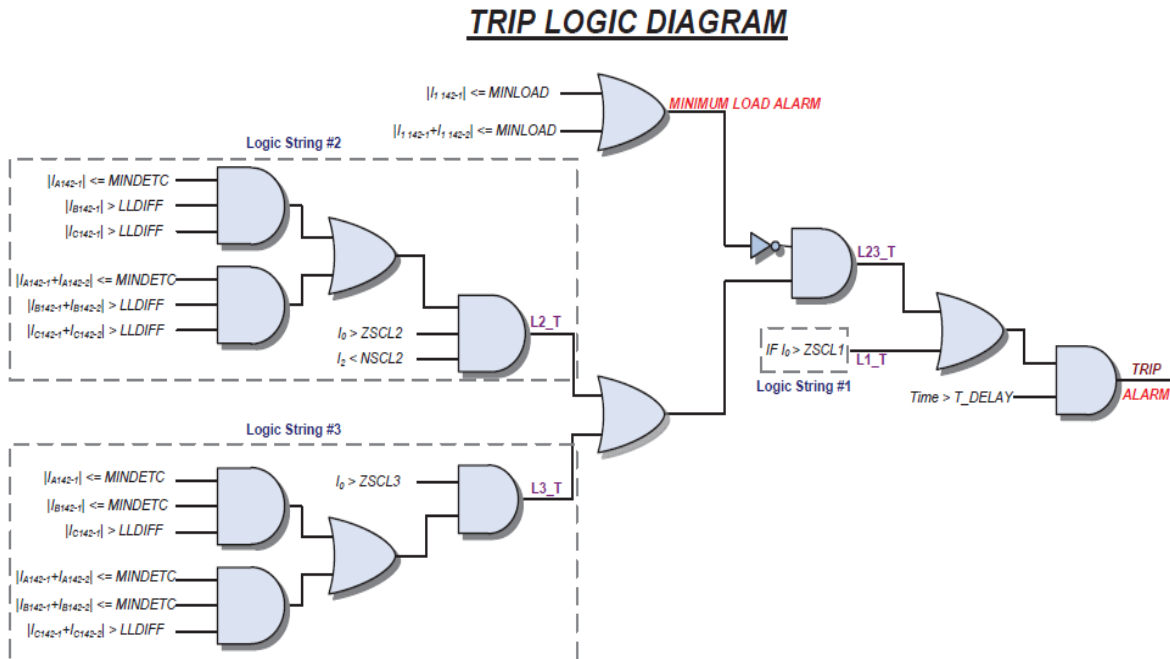 TRIP LOGIC DIAGRAM
|I1 142-1| <= MINLOAD
MINIMUM LOAD ALARM
|I1 142-1+I1 142-2| <= MINLOAD
Logic String #2
|IA142-1| <= MINDETC
|IB142-1| > LLDIFF
|IC142-1| > LLDIFF
|IA142-1+IA142-2| <= MINDETC
|IB142-1+IB142-2| > LLDIFF
|IC142-1+IC142-2| > LLDIFF
I0 > ZSCL2
I2 < NSCL2
L2_T
L23_T
IF I0 > ZSCL1
L1_T
Logic String #1
Time > T_DELAY
TRIP
ALARM
Logic String #3
|IA142-1| <= MINDETC
|IB142-1| <= MINDETC
|IC142-1| > LLDIFF
I0 > ZSCL3
L3_T
|IA142-1+IA142-2| <= MINDETC
|IB142-1+IB142-2| <= MINDETC
|IC142-1+IC142-2| > LLDIFF